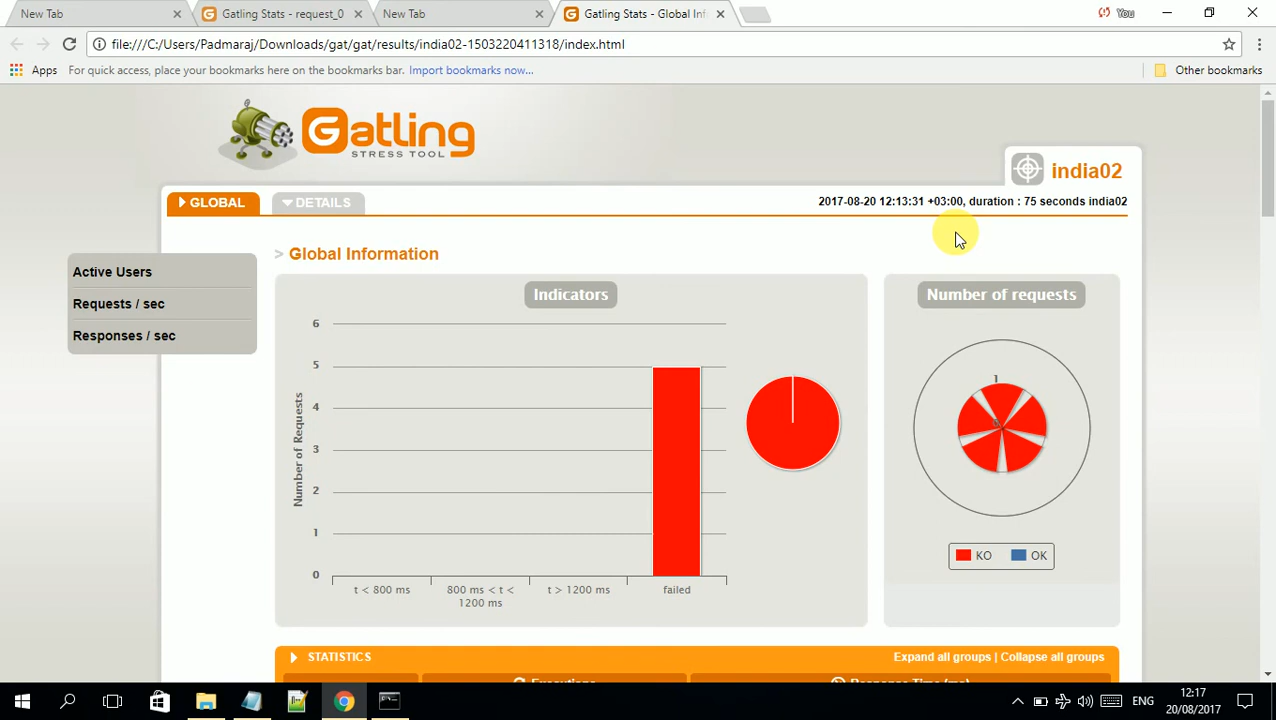 New Tab
Gatling Stats - request_0
New Tab
Gatling Stats - Global Inf
You
file:///C:/Users/Padmaraj/Downloads/gat/gat/results/india02-1503220411318/index.html
Apps
For quick access, place your bookmarks here on the bookmarks bar. Import bookmarks now...
Other bookmarks
Gatling
STRESS TOOL
india02
GLOBAL
DETAILS
2017-08-20 12:13:31 +03:00, duration : 75 seconds india02
> Global Information
Active Users
Requests / sec
Responses / sec
Indicators
6
5
4
3
2
1
0
Number of Requests
t < 800 ms
800 ms < t <
1200 ms
t > 1200 ms
failed
Number of requests
1
KO
OK
STATISTICS
Expand all groups | Collapse all groups
Executions
Response Time (ms)
ENG
12:17
20/08/2017